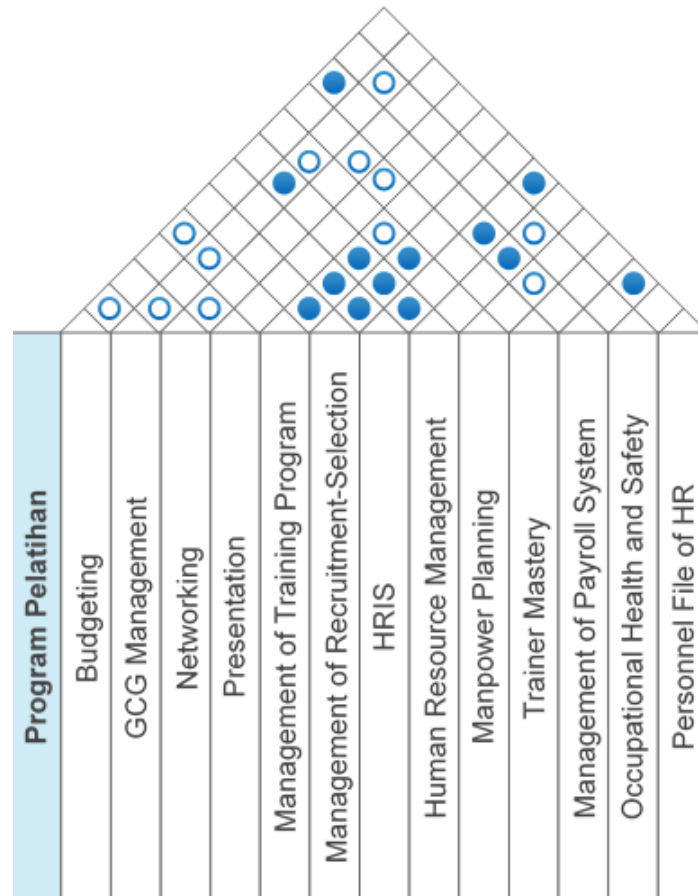 Program Pelatihan
Budgeting
GCG Management
Networking
Presentation
Management of Training Program
Management of Recruitment-Selection
HRIS
Human Resource Management
Manpower Planning
Trainer Mastery
Management of Payroll System
Occupational Health and Safety
Personnel File of HR